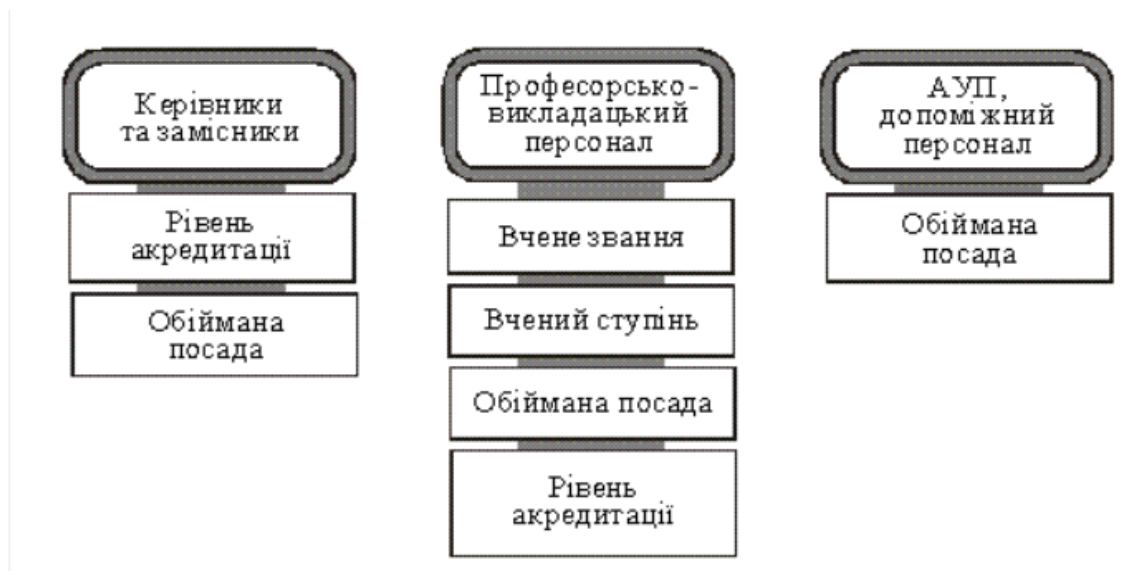 Керівники
та замісники
Рівень
акредитації
Обіймана
посада
Професорсько-
викладацький
персонал
Вчене звання
Вчений ступінь
Обіймана посада
Рівень
акредитації
АУП,
допоміжний
персонал
Обіймана
посада